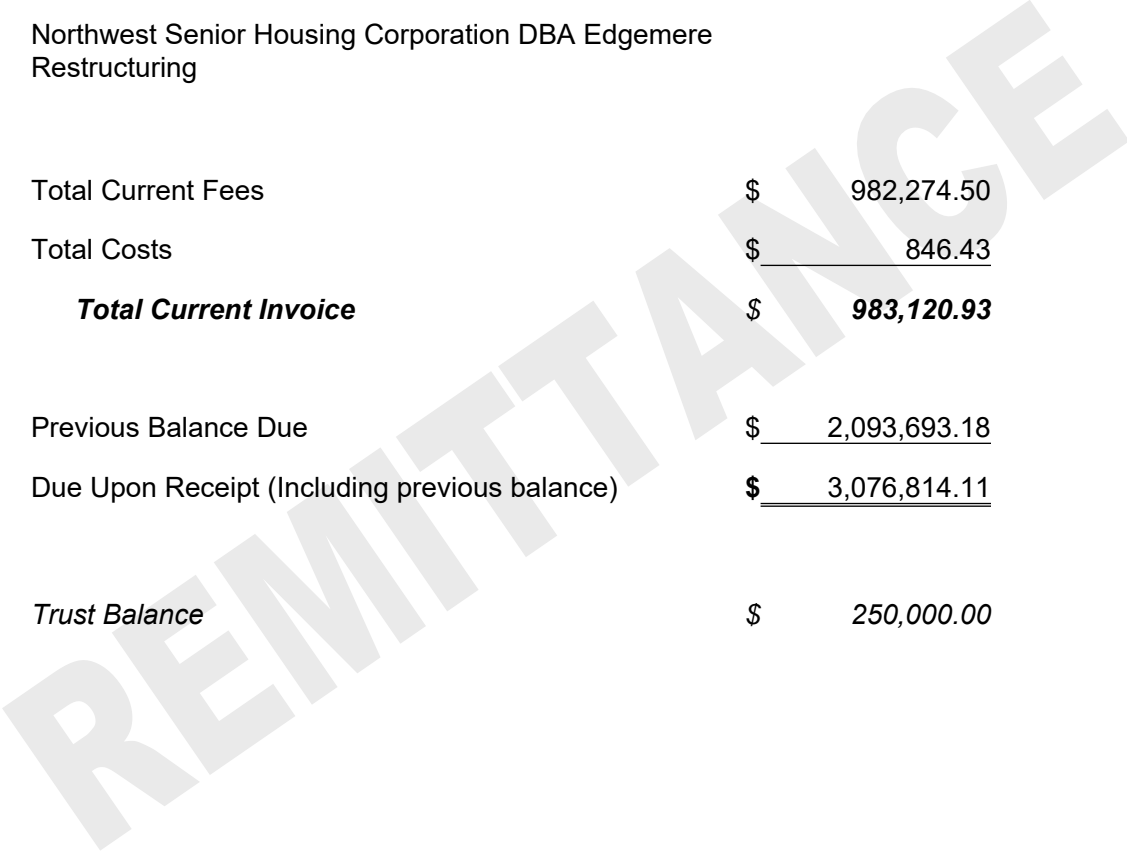 Northwest Senior Housing Corporation DBA Edgemere
Restructuring
Total Current Fees $ 982,274.50
Total Costs $ 846.43
Total Current Invoice $ 983,120.93
Previous Balance Due $ 2,093,693.18
Due Upon Receipt (Including previous balance) $ 3,076,814.11
Trust Balance $ 250,000.00
REMITTANCE